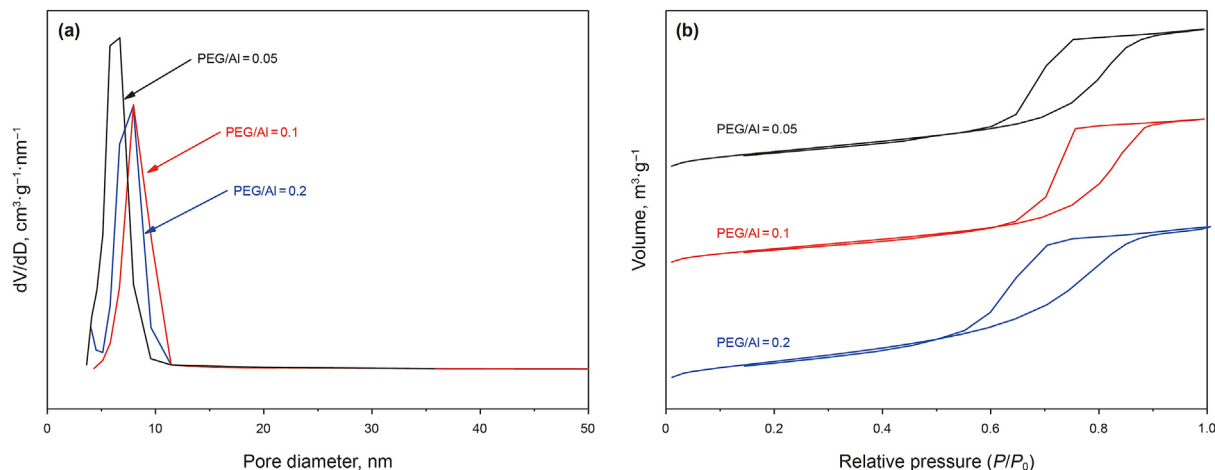 (a)
PEG/Al = 0.05
PEG/Al = 0.1
PEG/Al = 0.2
dV/dD, cm³·g⁻¹·nm⁻¹
0 10 20 30 40 50
Pore diameter, nm
(b)
PEG/Al = 0.05
PEG/Al = 0.1
PEG/Al = 0.2
Volume, m³·g⁻¹
0 0.2 0.4 0.6 0.8 1.0
Relative pressure (P/P₀)